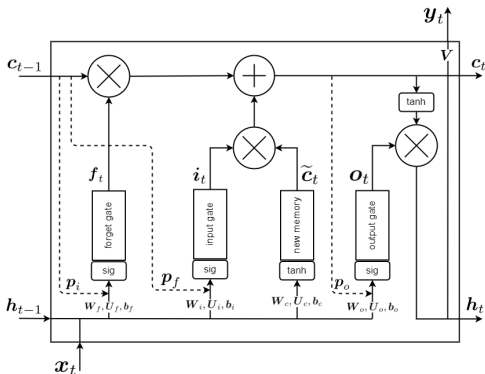 y_t
V
c_{t-1}
c_t
tanh
f_t
i_t
c̃_t
o_t
forget gate
input gate
new memory
output gate
sig
sig
tanh
sig
p_i
p_f
p_o
W_f, U_f, b_f
W_i, U_i, b_i
W_c, U_c, b_c
W_o, U_o, b_o
h_{t-1}
h_t
x_t